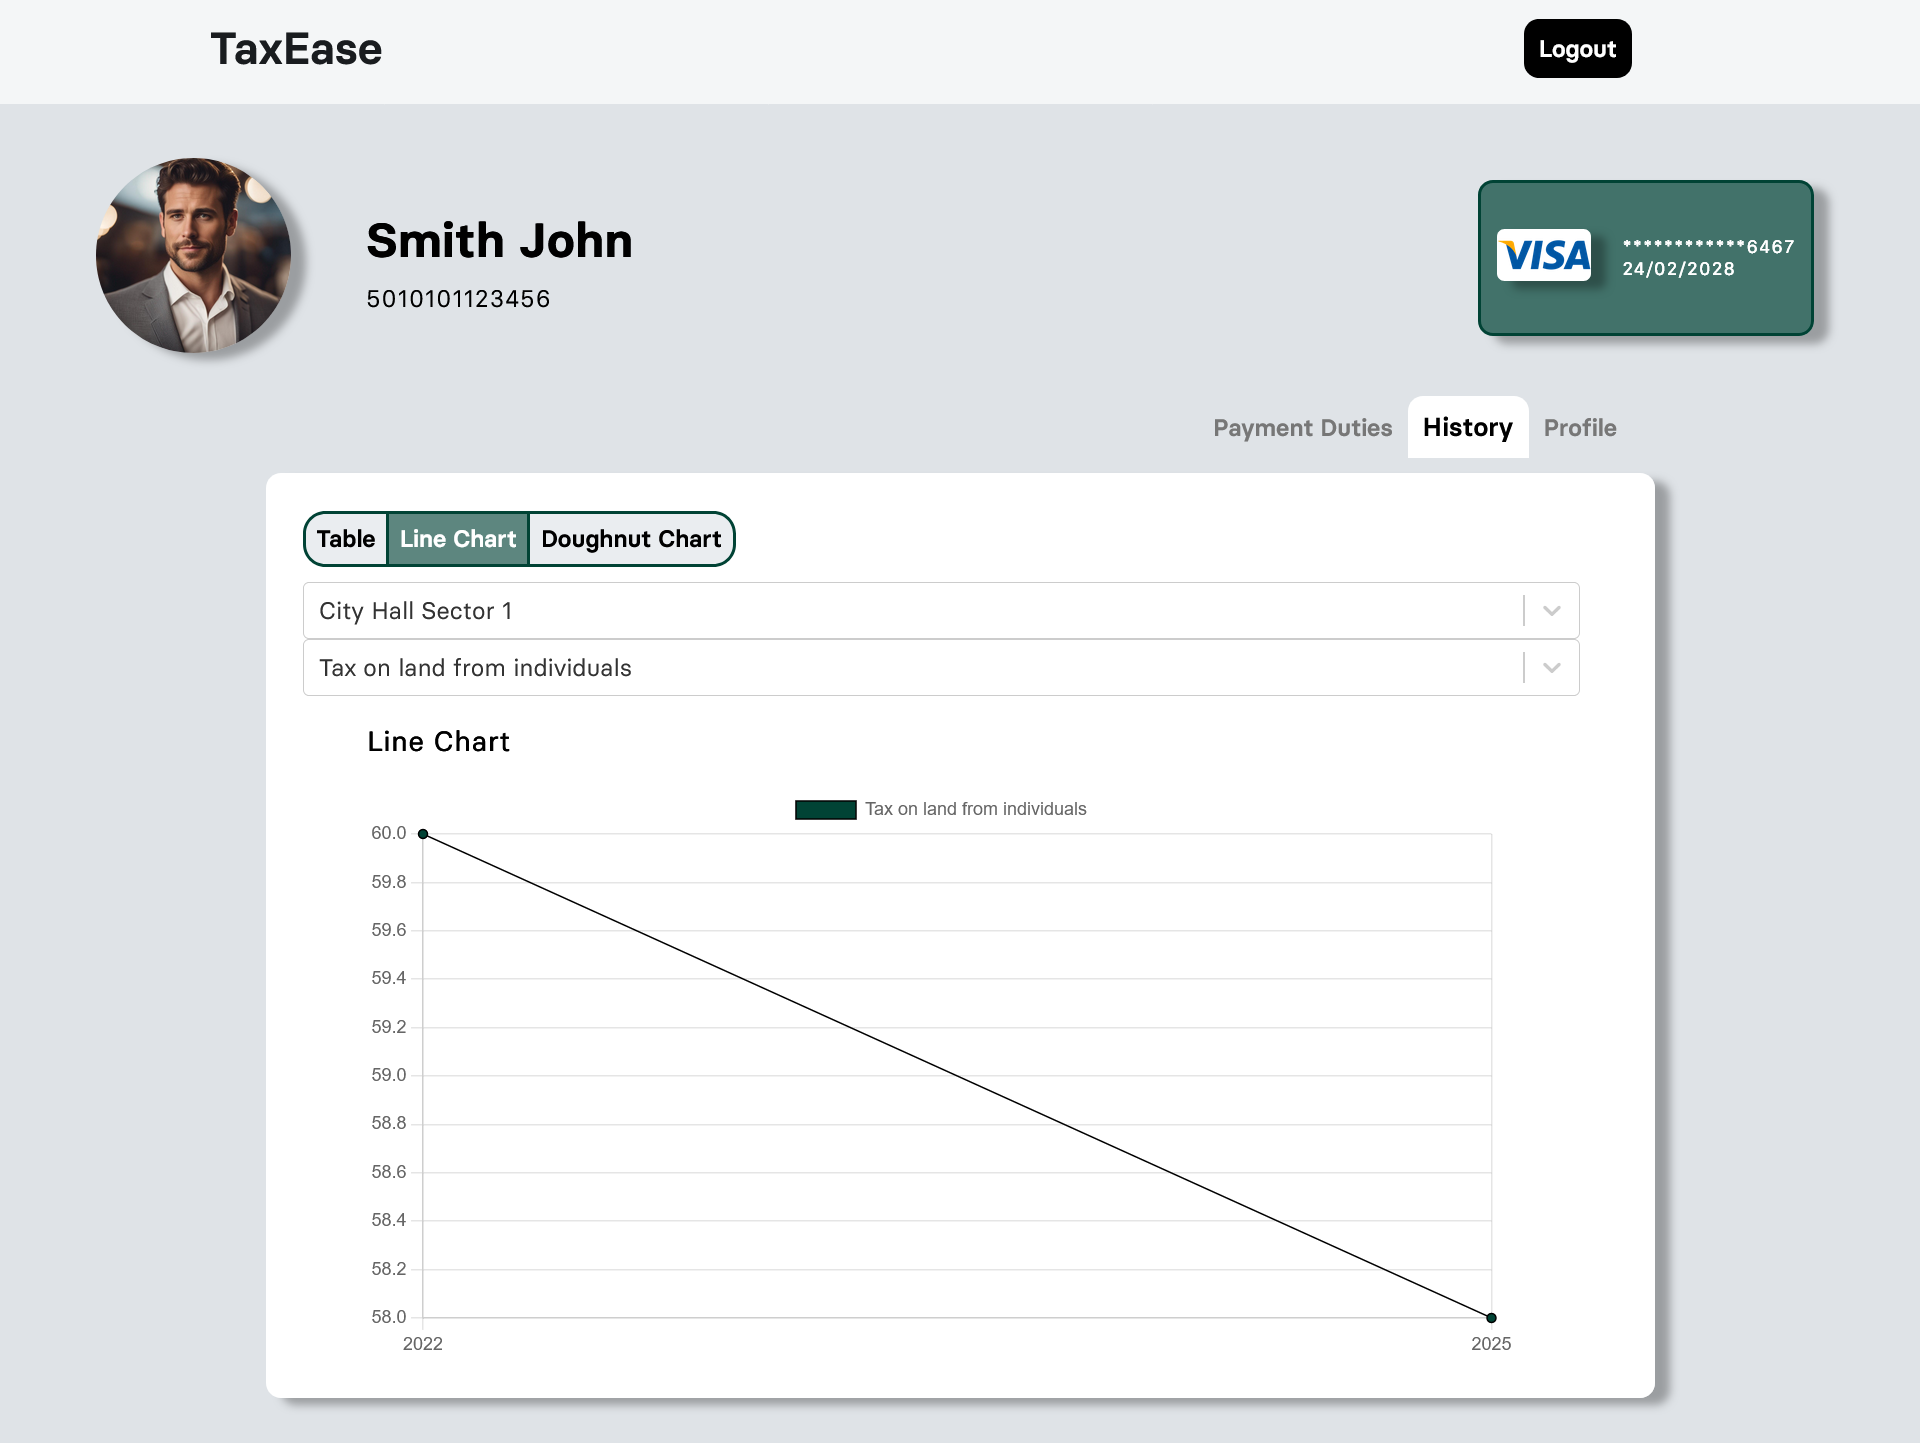 TaxEase
Logout
Smith John
5010101123456
VISA
************6467
24/02/2028
Payment Duties
History
Profile
Table
Line Chart
Doughnut Chart
City Hall Sector 1
Tax on land from individuals
Line Chart
Tax on land from individuals
60.0
59.8
59.6
59.4
59.2
59.0
58.8
58.6
58.4
58.2
58.0
2022
2025